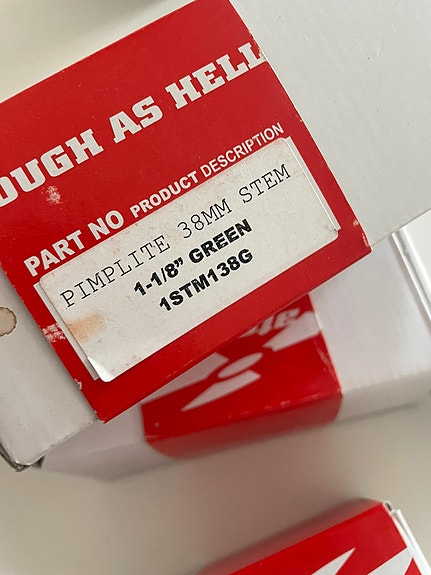 OUGH AS HELL
PART NO PRODUCT DESCRIPTION
PIMPLITE 38MM STEM
1-1/8” GREEN
1STM138G